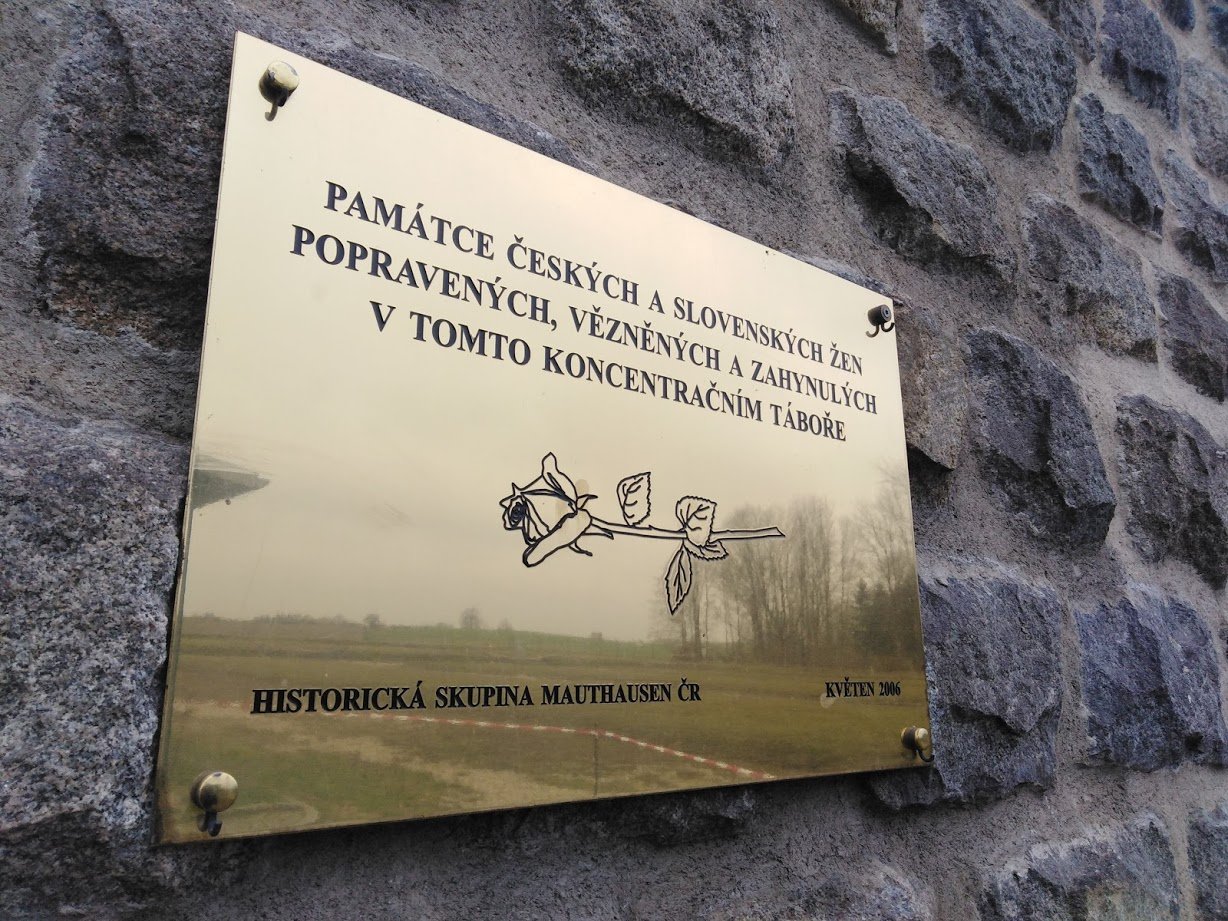 PAMÁTCE ČESKÝCH A SLOVENSKÝCH ŽEN
POPRAVENÝCH, VĚZNĚNÝCH A ZAHYNULÝCH
V TOMTO KONCENTRAČNÍM TÁBOŘE
HISTORICKÁ SKUPINA MAUTHAUSEN ČR
KVĚTEN 2006